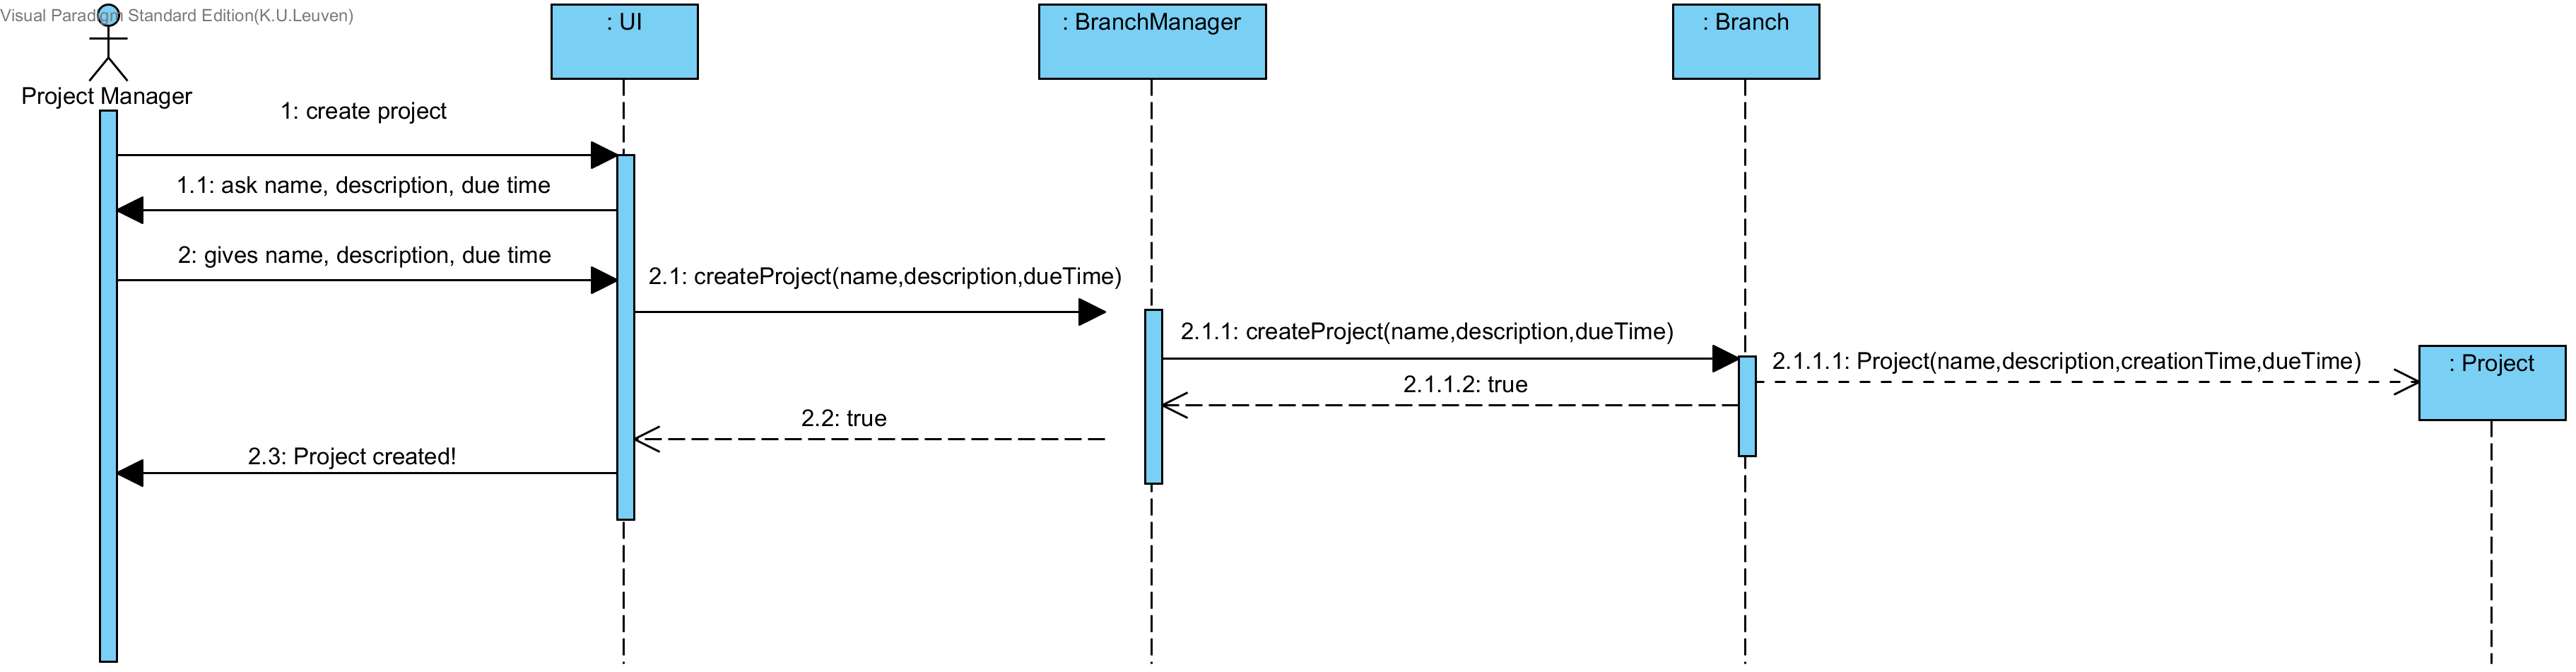 Visual Paradigm Standard Edition(K.U.Leuven)
: UI
: BranchManager
: Branch
Project Manager
1: create project
1.1: ask name, description, due time
2: gives name, description, due time
2.1: createProject(name,description,dueTime)
2.1.1: createProject(name,description,dueTime)
2.1.1.1: Project(name,description,creationTime,dueTime)
: Project
2.1.1.2: true
2.2: true
2.3: Project created!